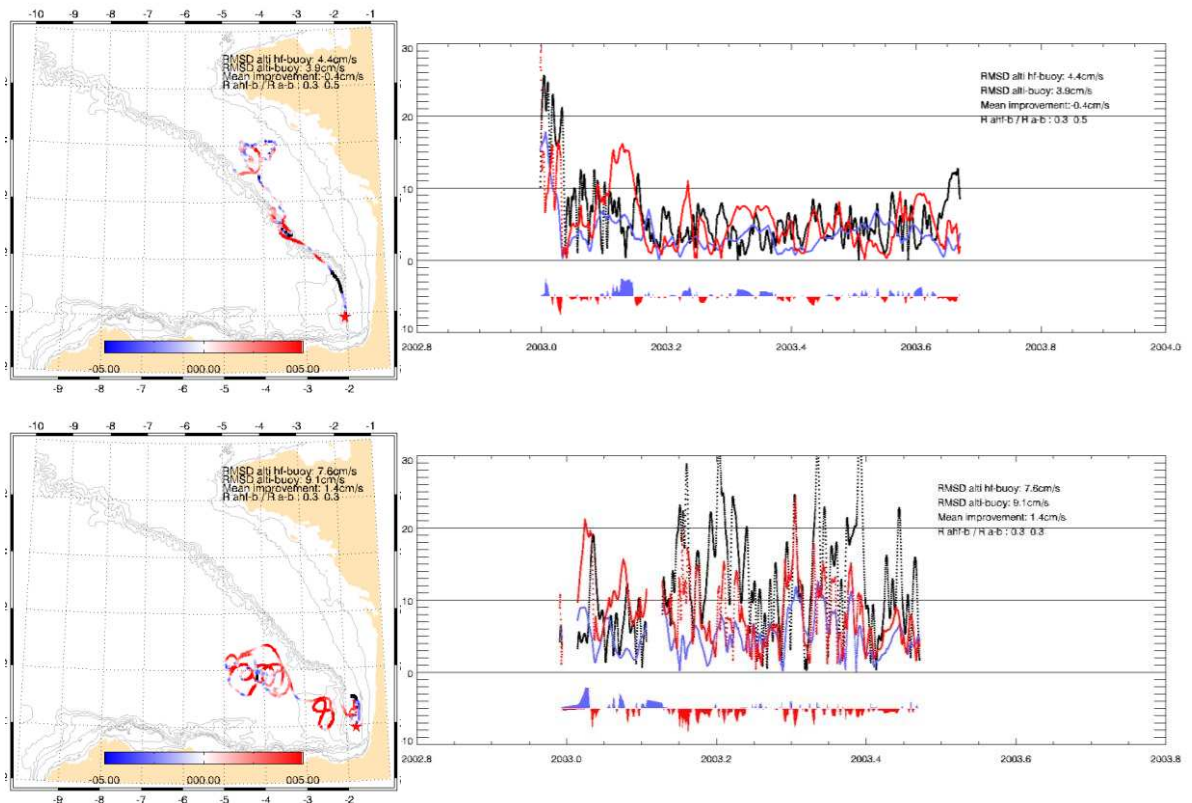 -10 -9 -8 -7 -6 -5 -4 -3 -2 -1
RMSD alti hf-buoy: 4.4cm/s
RMSD alti-buoy: 3.9cm/s
Mean improvement:-0.4cm/s
R ahf-b / R a-b : 0.3 0.5
-05.00 000.00 005.00
-9 -8 -7 -6 -5 -4 -3 -2
30
20
10
0
10
RMSD alti hf-buoy: 4.4cm/s
RMSD alti-buoy: 3.9cm/s
Mean improvement:-0.4cm/s
R ahf-b / R a-b : 0.3 0.5
2002.8 2003.0 2003.2 2003.4 2003.6 2003.8 2004.0
-10 -9 -8 -7 -6 -5 -4 -3 -2 -1
RMSD alti hf-buoy: 7.6cm/s
RMSD alti-buoy: 9.1cm/s
Mean improvement: 1.4cm/s
R ahf-b / R a-b : 0.3 0.3
-05.00 000.00 005.00
-9 -8 -7 -6 -5 -4 -3 -2
30
20
10
0
10
RMSD alti hf-buoy: 7.6cm/s
RMSD alti-buoy: 9.1cm/s
Mean improvement: 1.4cm/s
R ahf-b / R a-b : 0.3 0.3
2002.8 2003.0 2003.2 2003.4 2003.6 2003.8